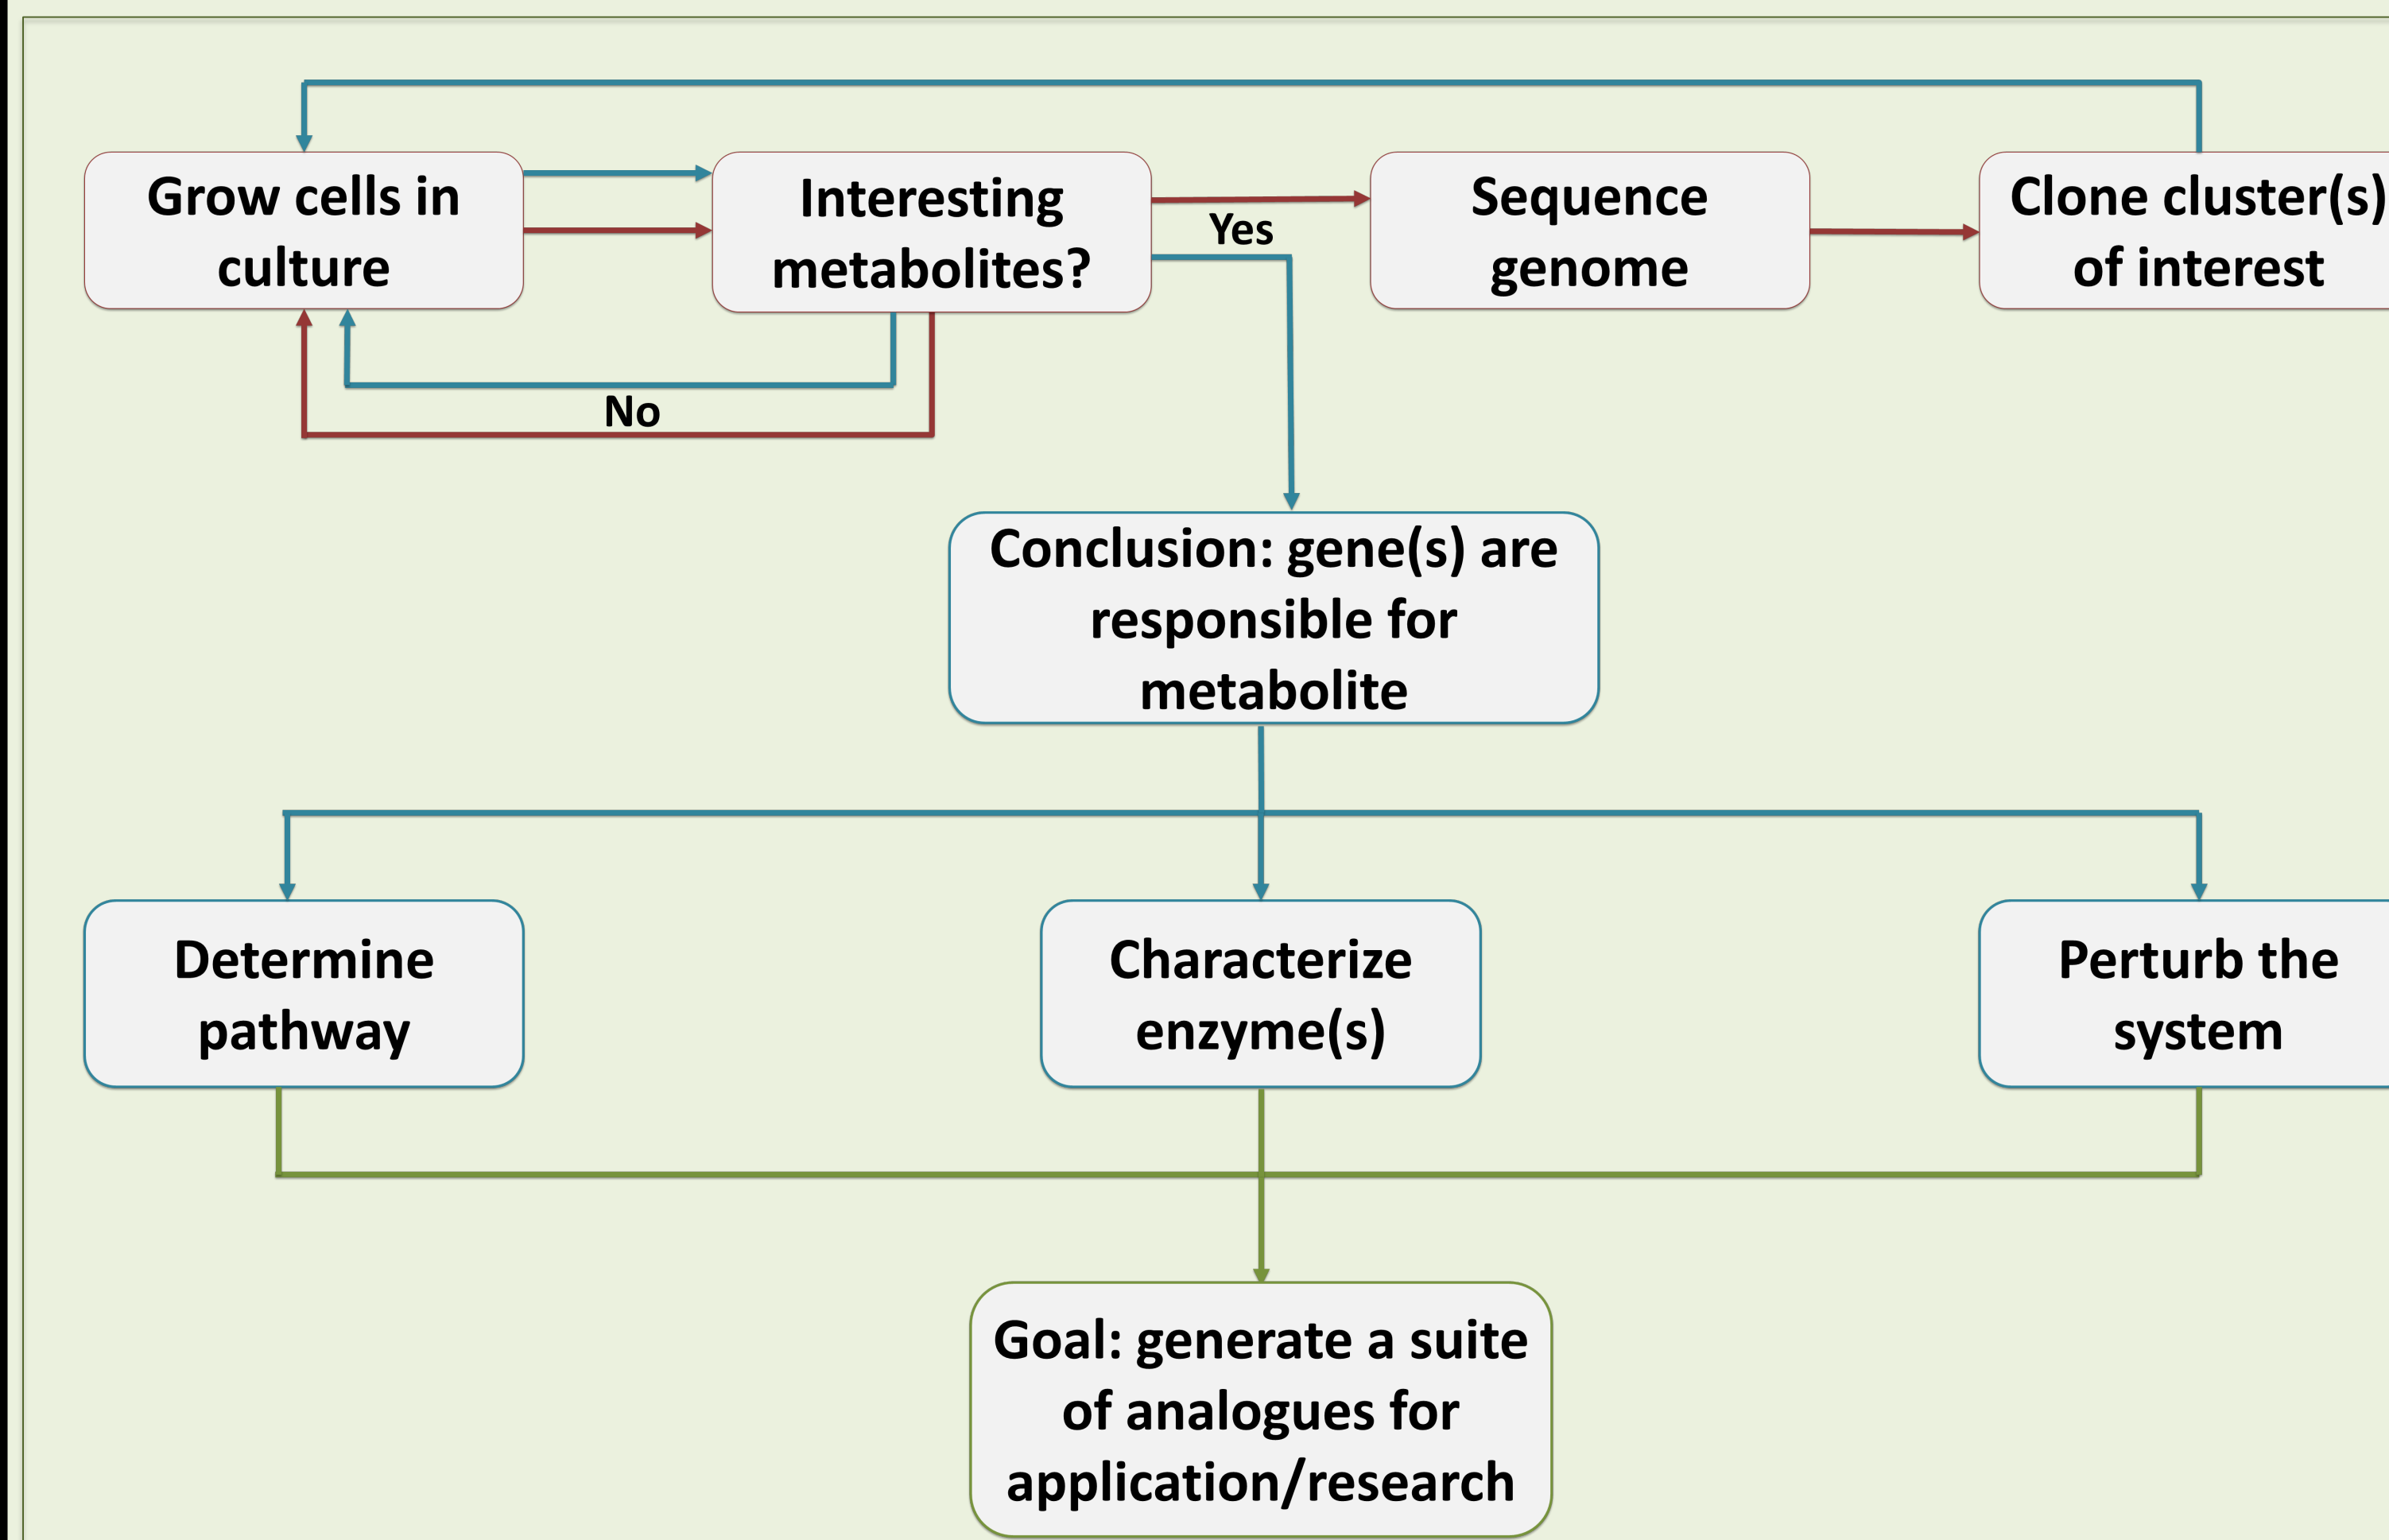 Grow cells in
culture
Interesting
metabolites?
Yes
Sequence
genome
Clone cluster(s)
of interest
No
Conclusion: gene(s) are
responsible for
metabolite
Determine
pathway
Characterize
enzyme(s)
Perturb the
system
Goal: generate a suite
of analogues for
application/research